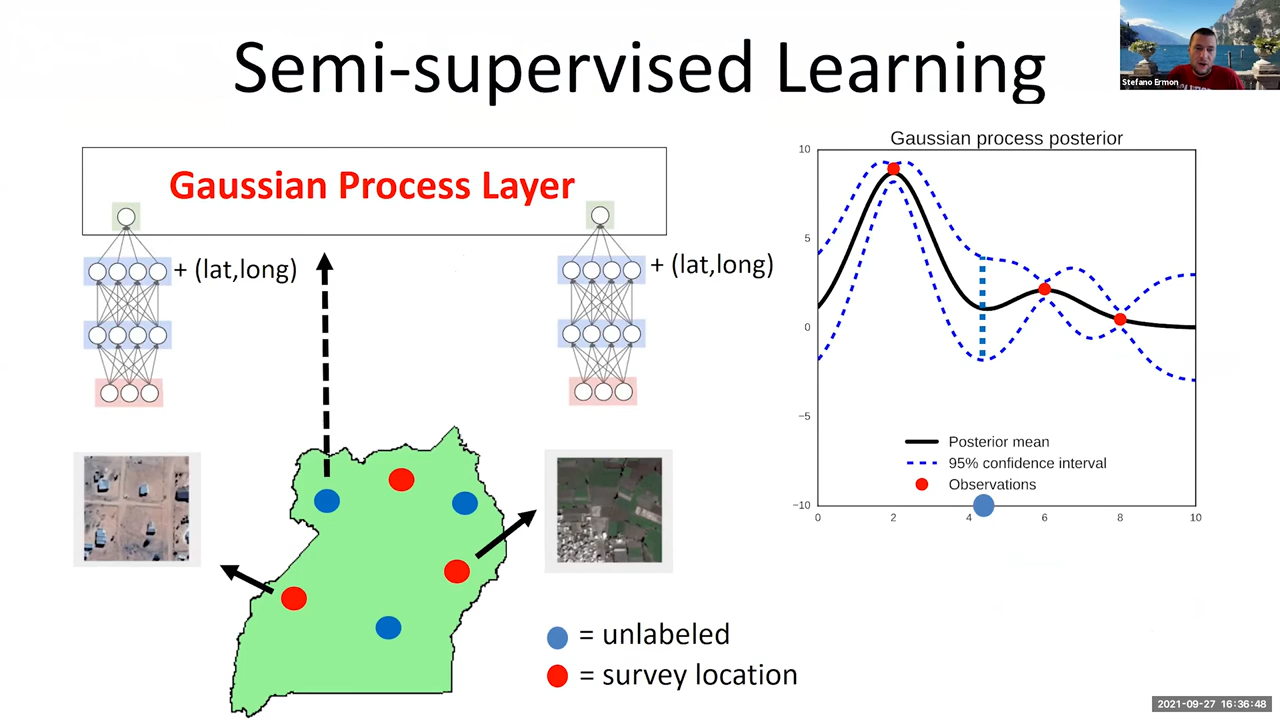 Semi-supervised Learning
Stefano Ermon
Gaussian Process Layer
+ (lat,long)
+ (lat,long)
Gaussian process posterior
10
5
0
−5
−10
Posterior mean
95% confidence interval
Observations
0 2 4 6 8 10
= unlabeled
= survey location
2021-09-27 16:36:48